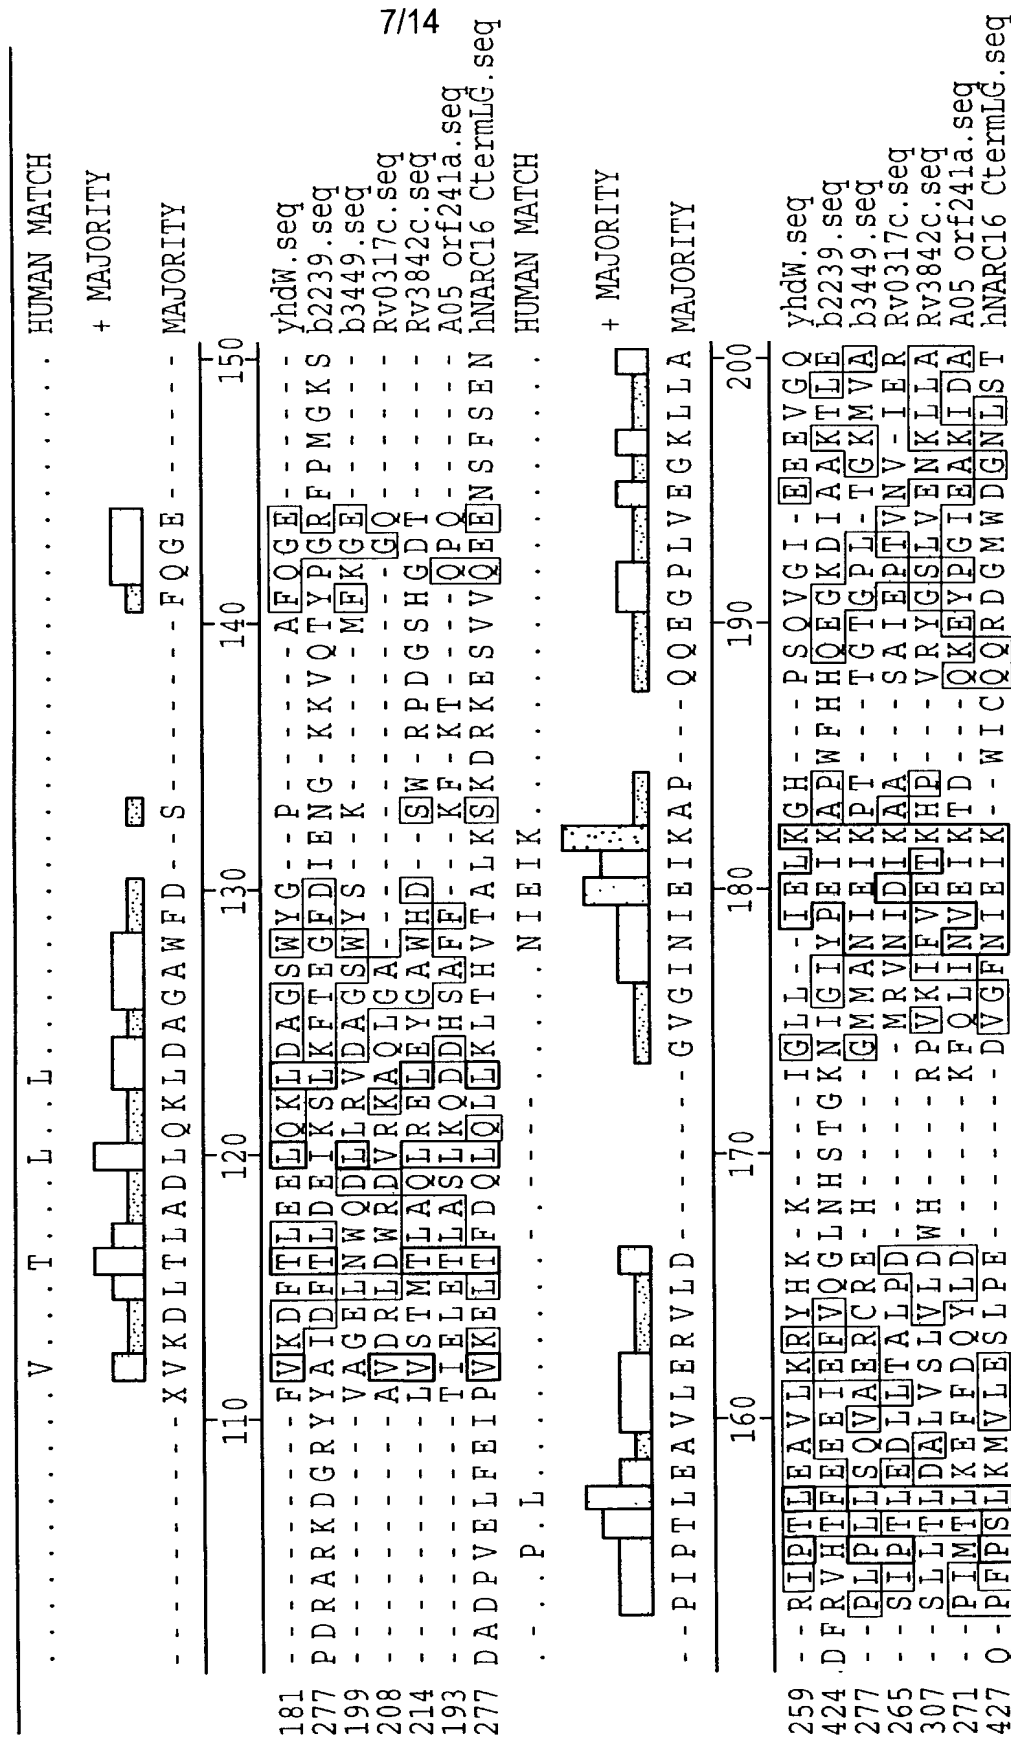 7/14
. . . . . . . . . . . V . . . T . . . L . . L . . . . . . . . . . . . . . . . . . . . . . . . . . . HUMAN MATCH
+ MAJORITY
- - - - - - - - - - X V K D L T L A D L Q K L D A G A W F D - - S - - - - - - - F Q G E - - - - - - MAJORITY
110 120 130 140 150
181 - - - - - - - - - - F V K D F T L E E L Q K L D A G S W Y G - - P - - - - - - A F Q G E - - - - - - yhdW.seq
277 P D R A R K D G R Y Y A I D F T L D E I K S L K F T E G F D I E N G - K K V Q T Y P G R F P M G K S b2239.seq
199 - - - - - - - - - - V A G E L N W Q D L L R V D A G S W Y S - - K - - - - - - M F K G E - - - - - - b3449.seq
208 - - - - - - - - - - A V D R L D W R D V R K A Q L G A - - - - - - - - - - - - - - - G Q - - - - - - Rv0317c.seq
214 - - - - - - - - - - L V S T M T L A Q L R E L E Y G A W H D - - S W - R P D G S H G D T - - - - - - Rv3842c.seq
193 - - - - - - - - - - T I E L E T L A S L K Q D D H S A F F - - - K F - K T - - - - Q P Q - - - - - - A05 orf241a.seq
277 D A D P V E L F E I P V K E L T F D Q L Q L L K L T H V T A L K S K D R K E S V V Q E E N S F S E N hNARC16 CtermLG.seq
. - . . P . L . . . . . . . . . - - - - - - - . . . . N I E I K . . . . . . . . . . . . . . . . . . HUMAN MATCH
+ MAJORITY
- - P I P T L E A V L E R V L D - - - - - - - G V G I N I E I K A P - - - Q Q E G P L V E G K L L A MAJORITY
160 170 180 190 200
259 - - R I P T L E A V L K R Y H K - K - - - - I G L L - - I E L K G H - - - P S Q V G I - E E E V G Q yhdW.seq
424 D F R V H T F E E E I E F V Q G L N H S T G K N I G I Y P E I K A P W F H H Q E G K D I A A K T L E b2239.seq
277 - - P L P L L S Q V A E R C R E - H - - - - - G M M A N I E I K P T - - - T G T G P L - T G K M V A b3449.seq
265 - - S I P T L E D L L T A L P D - - - - - - - - M R V N I D I K A A - - - S A I E P T V N V - I E R Rv0317c.seq
307 - - S L L T L D A L V S L V L D W H - - - - R P V K I F V E T K H P - - - V R Y G S L V E N K L L A Rv3842c.seq
271 - - P I M T L K E F F D Q Y L D - - - - - - K F Q L I N V E I K T D - - - Q K E Y P G I E A K I D A A05 orf241a.seq
427 Q - P F P S L K M V L E S L P E - - - - - - - D V G F N I E I K - - W I C Q Q R D G M W D G N L S T hNARC16 CtermLG.seq